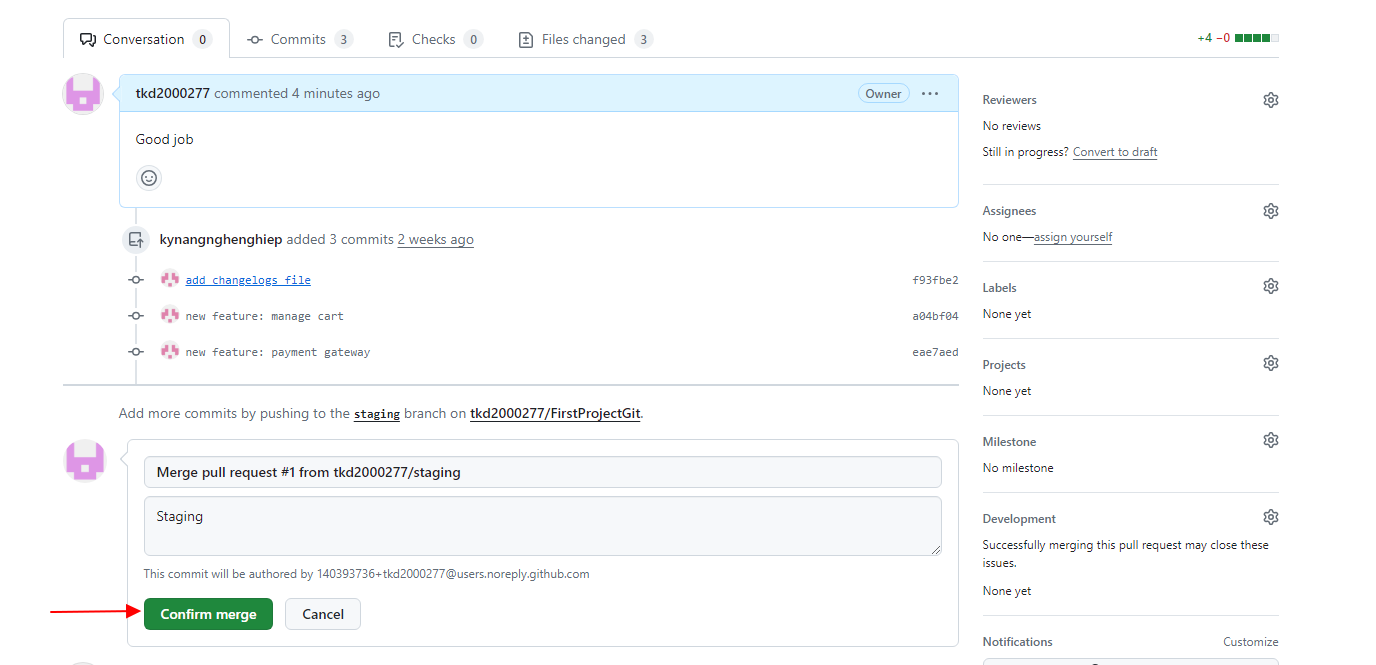 Conversation 0 Commits 3 Checks 0 Files changed 3 +4 −0
tkd2000277 commented 4 minutes ago Owner
Good job
kynangnghenghiep added 3 commits 2 weeks ago
add changelogs file f93fbe2
new feature: manage cart a04bf04
new feature: payment gateway eae7aed
Add more commits by pushing to the staging branch on tkd2000277/FirstProjectGit.
Merge pull request #1 from tkd2000277/staging
Staging
This commit will be authored by 140393736+tkd2000277@users.noreply.github.com
Confirm merge Cancel
Reviewers
No reviews
Still in progress? Convert to draft
Assignees
No one—assign yourself
Labels
None yet
Projects
None yet
Milestone
No milestone
Development
Successfully merging this pull request may close these
issues.
None yet
Notifications Customize